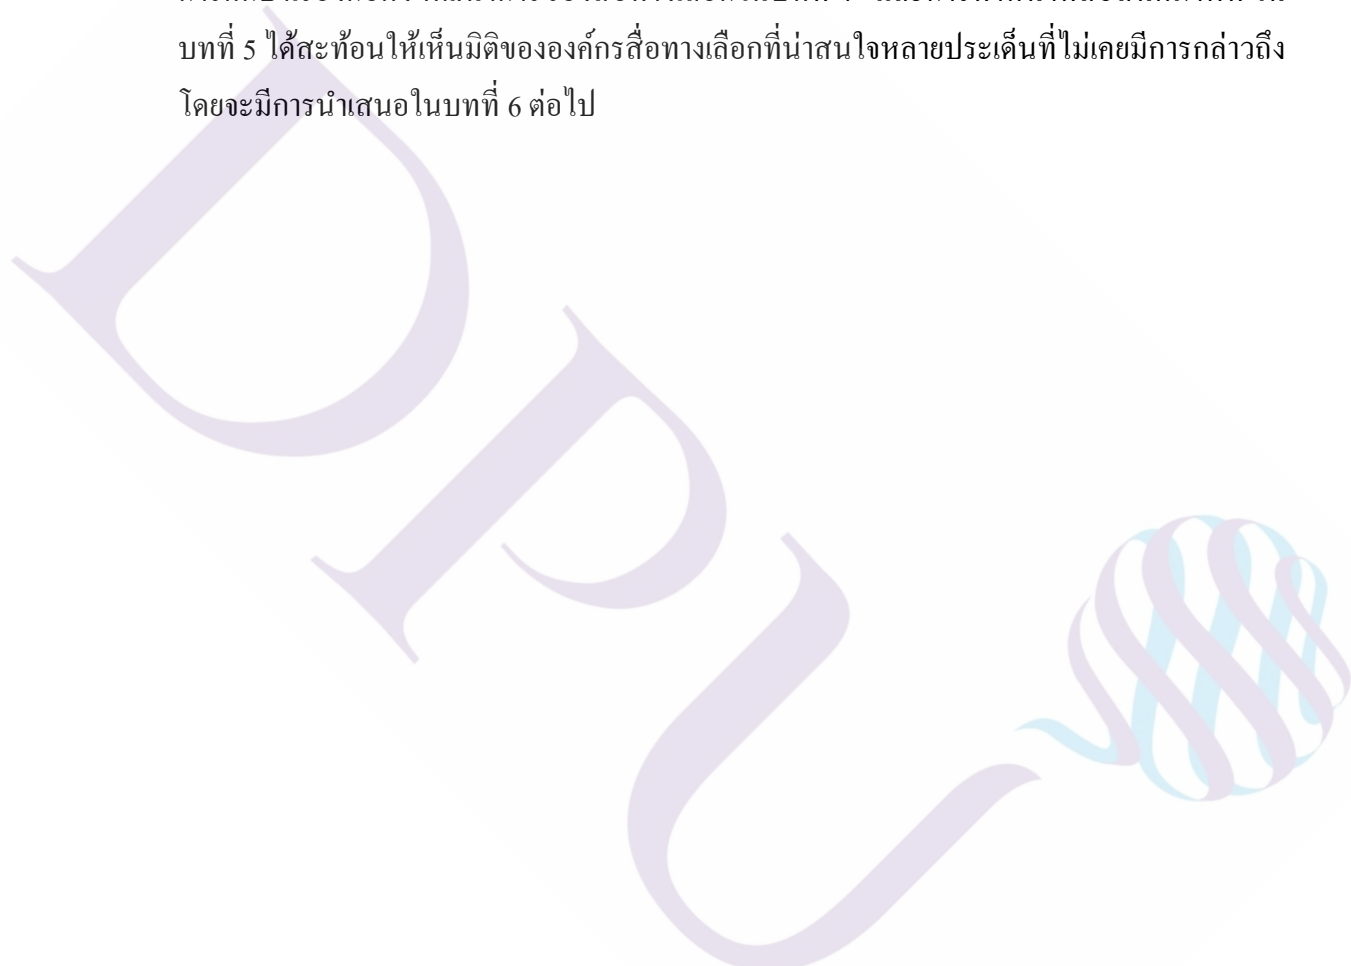 บทที่ 5 ได้สะท้อนให้เห็นมิติขององค์กรสื่อทางเลือกที่น่าสนใจหลายประเด็นที่ไม่เคยมีการกล่าวถึง
โดยจะมีการนำเสนอในบทที่ 6 ต่อไป
DPU